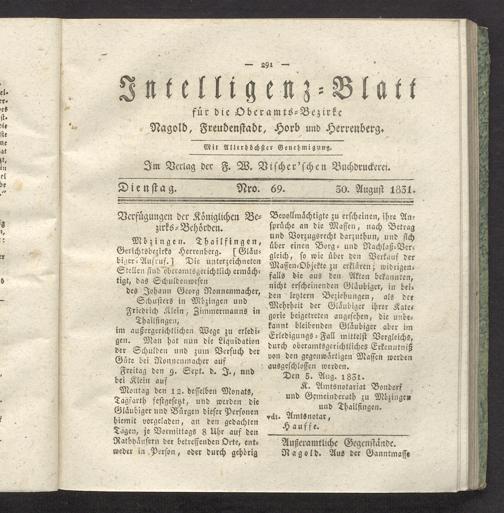 — 291 —
Intelligenz-Blatt
für die Oberamts-Bezirke
Nagold, Freudenstadt, Horb und Herrenberg.
Mit Allerhöchster Genehmigung.
Im Verlag der F. W. Vischer'schen Buchdruckerei.
Dienstag. Nro. 69. 30. August 1831.
Verfügungen der Königlichen Be-
zirks-Behörden.
Mözingen. Thailfingen,
Gerichtsbezirks Herrenberg. [Gläu-
biger-Aufruf.] Die unterzeichneten
Stellen sind oberamtsgerichtlich ermäch-
tigt, das Schuldenwesen
des Johann Georg Nonnenmacher,
Schusters in Mözingen und
Friedrich Klein, Zimmermanns in
Thailfingen,
im außergerichtlichen Wege zu erledi-
gen. Man hat nun die Liquidation
der Schulden und zum Versuch der
Güte bei Nonnenmacher auf
Freitag den 9. Sept. d. J., und
bei Klein auf
Montag den 12. desselben Monats,
Tagfarth festgesetzt, und werden die
Gläubiger und Bürgen dieser Personen
hiemit vorgeladen, an den gedachten
Tagen, je Vormittags 8 Uhr auf den
Rathhäusern der betreffenden Orte, ent-
weder in Person, oder durch gehörig
Bevollmächtigte zu erscheinen, ihre An-
sprüche an die Massen, nach Betrag
und Vorzugsrecht darzuthun, und sich
über einen Borg- und Nachlaß-Ver-
gleich, so wie über den Verkauf der
Massen-Objekte zu erklären; widrigen-
falls die aus den Akten bekannten,
nicht erscheinenden Gläubiger, in bei-
den leztern Beziehungen, als der
Mehrheit der Gläubiger ihrer Kate-
gorie beigetreten angesehen, die unbe-
kannt bleibenden Gläubiger aber im
Erledigungs-Fall mittelst Vergleichs,
durch oberamtsgerichtliches Erkenntniß
von den gegenwärtigen Massen werden
ausgeschlossen werden.
Den 5. Aug. 1831.
K. Amtsnotariat Bondorf
und Gemeinderath zu Mözingen
und Thailfingen.
vdt. Amtsnotar,
Hauffe.
Außeramtliche Gegenstände.
Nagold. Aus der Ganntmasse